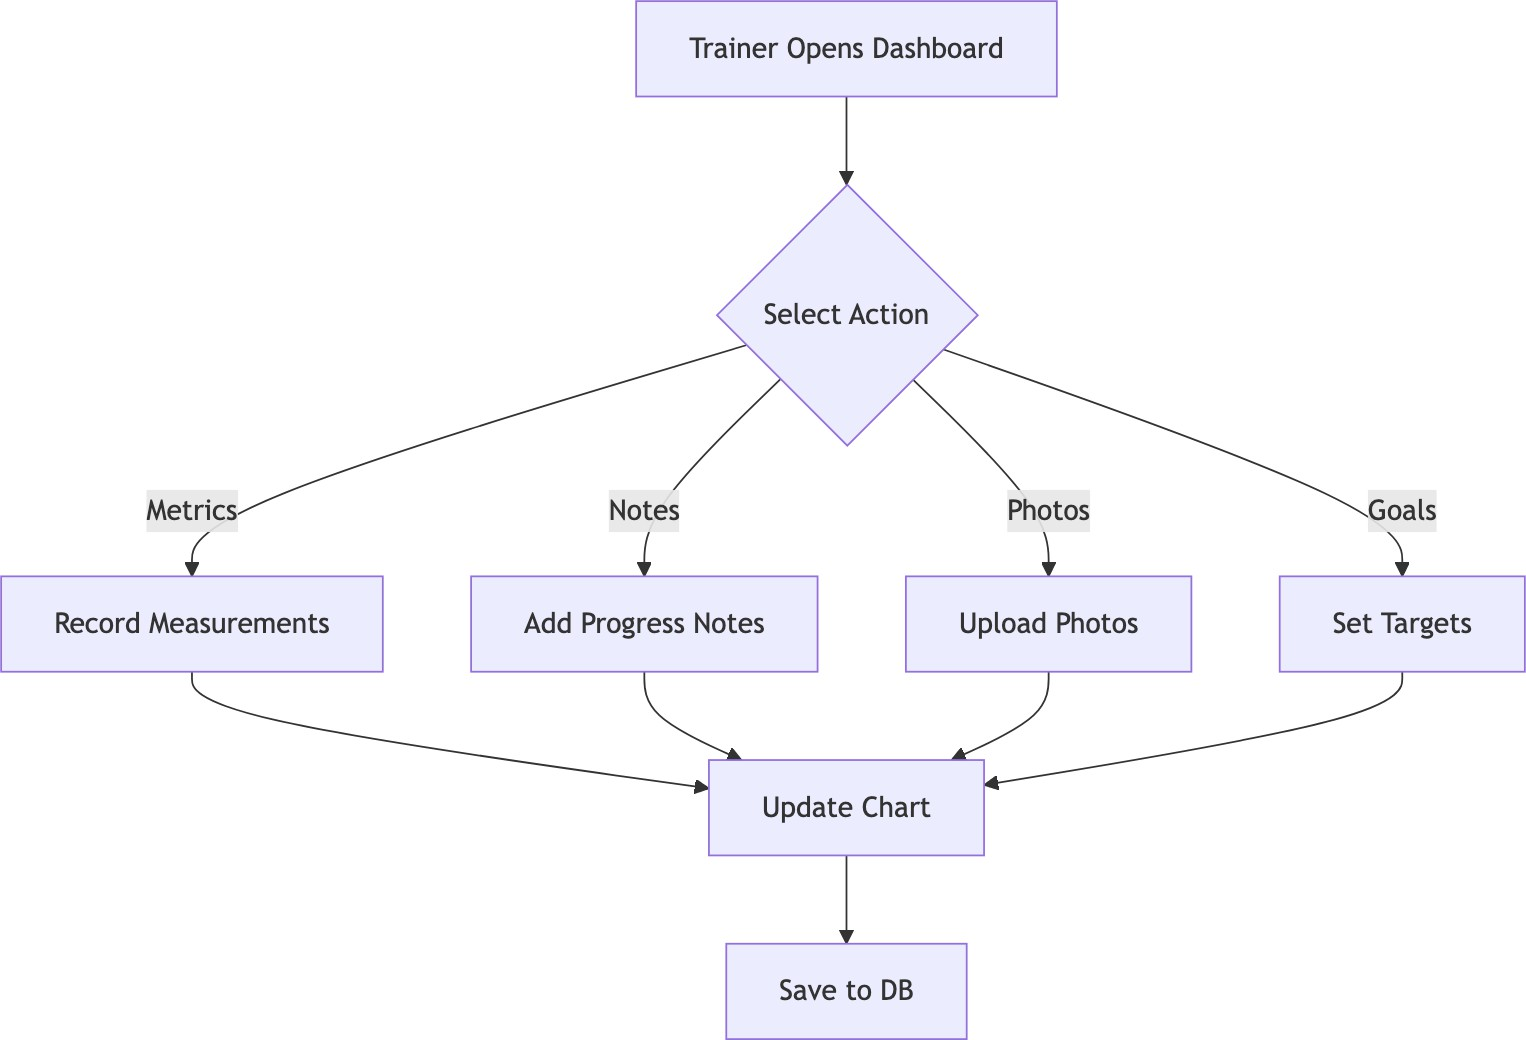 Trainer Opens Dashboard
Select Action
Metrics
Notes
Photos
Goals
Record Measurements
Add Progress Notes
Upload Photos
Set Targets
Update Chart
Save to DB